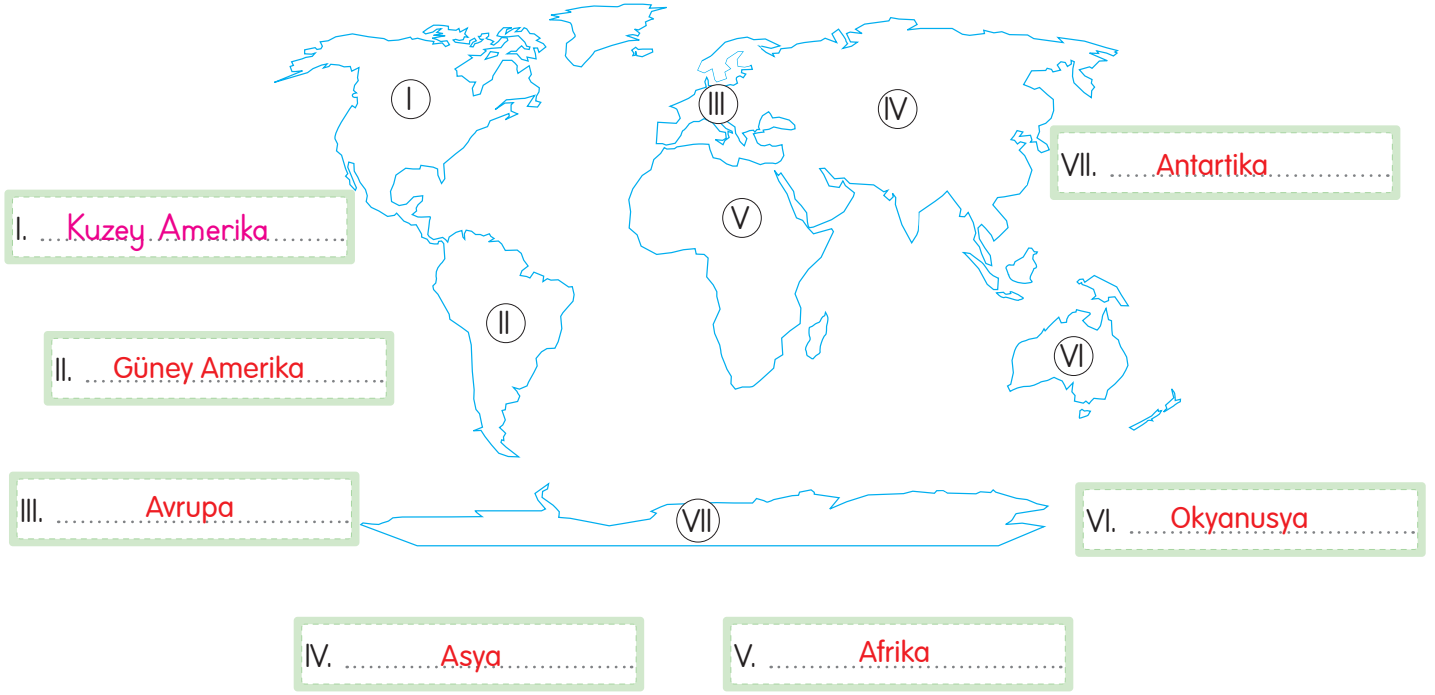 I
III
IV
VII. Antartika
V
I. Kuzey Amerika
II
VI
II. Güney Amerika
III. Avrupa
VII
VI. Okyanusya
IV. Asya
V. Afrika